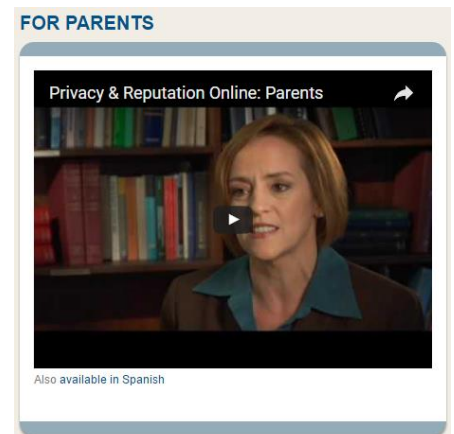 FOR PARENTS
Privacy & Reputation Online: Parents
Also available in Spanish